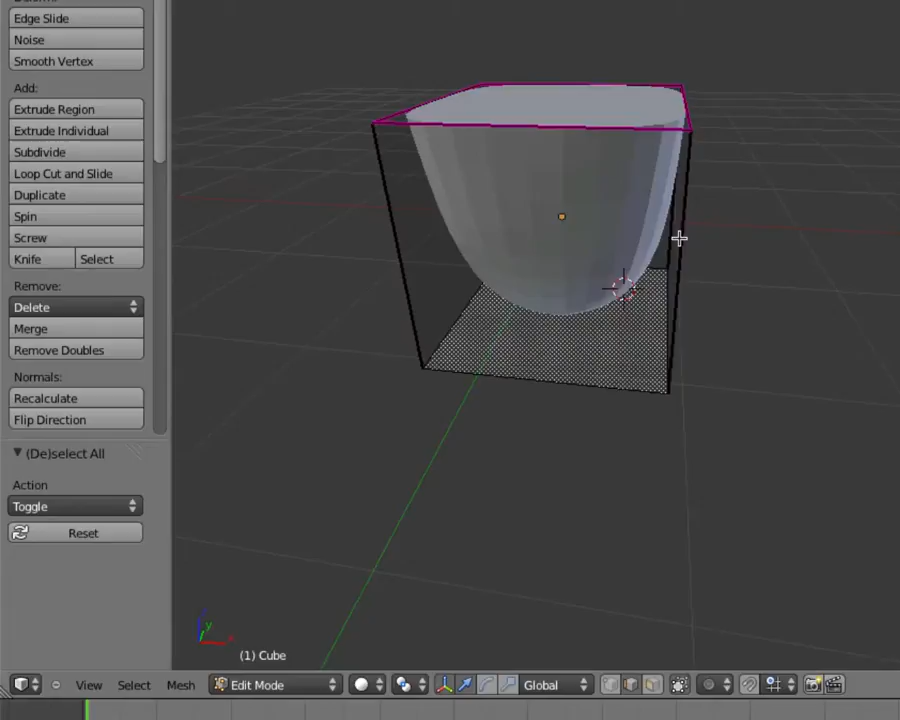 Edge Slide
Noise
Smooth Vertex
Add:
Extrude Region
Extrude Individual
Subdivide
Loop Cut and Slide
Duplicate
Spin
Screw
Knife Select
Remove:
Delete
Merge
Remove Doubles
Normals:
Recalculate
Flip Direction
(De)select All
Action
Toggle
Reset
y
(1) Cube
View Select Mesh Edit Mode Global